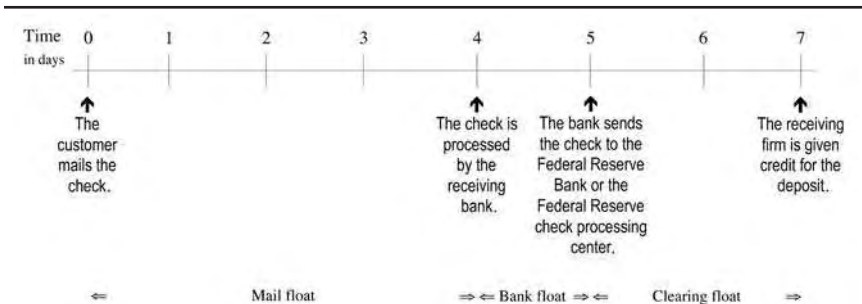 Time 0 1 2 3 4 5 6 7
in days
The
customer
mails the
check.
The check is
processed
by the
receiving
bank.
The bank sends
the check to the
Federal Reserve
Bank or the
Federal Reserve
check processing
center.
The receiving
firm is given
credit for the
deposit.
⇐ Mail float ⇒ ⇐ Bank float ⇒ ⇐ Clearing float ⇒